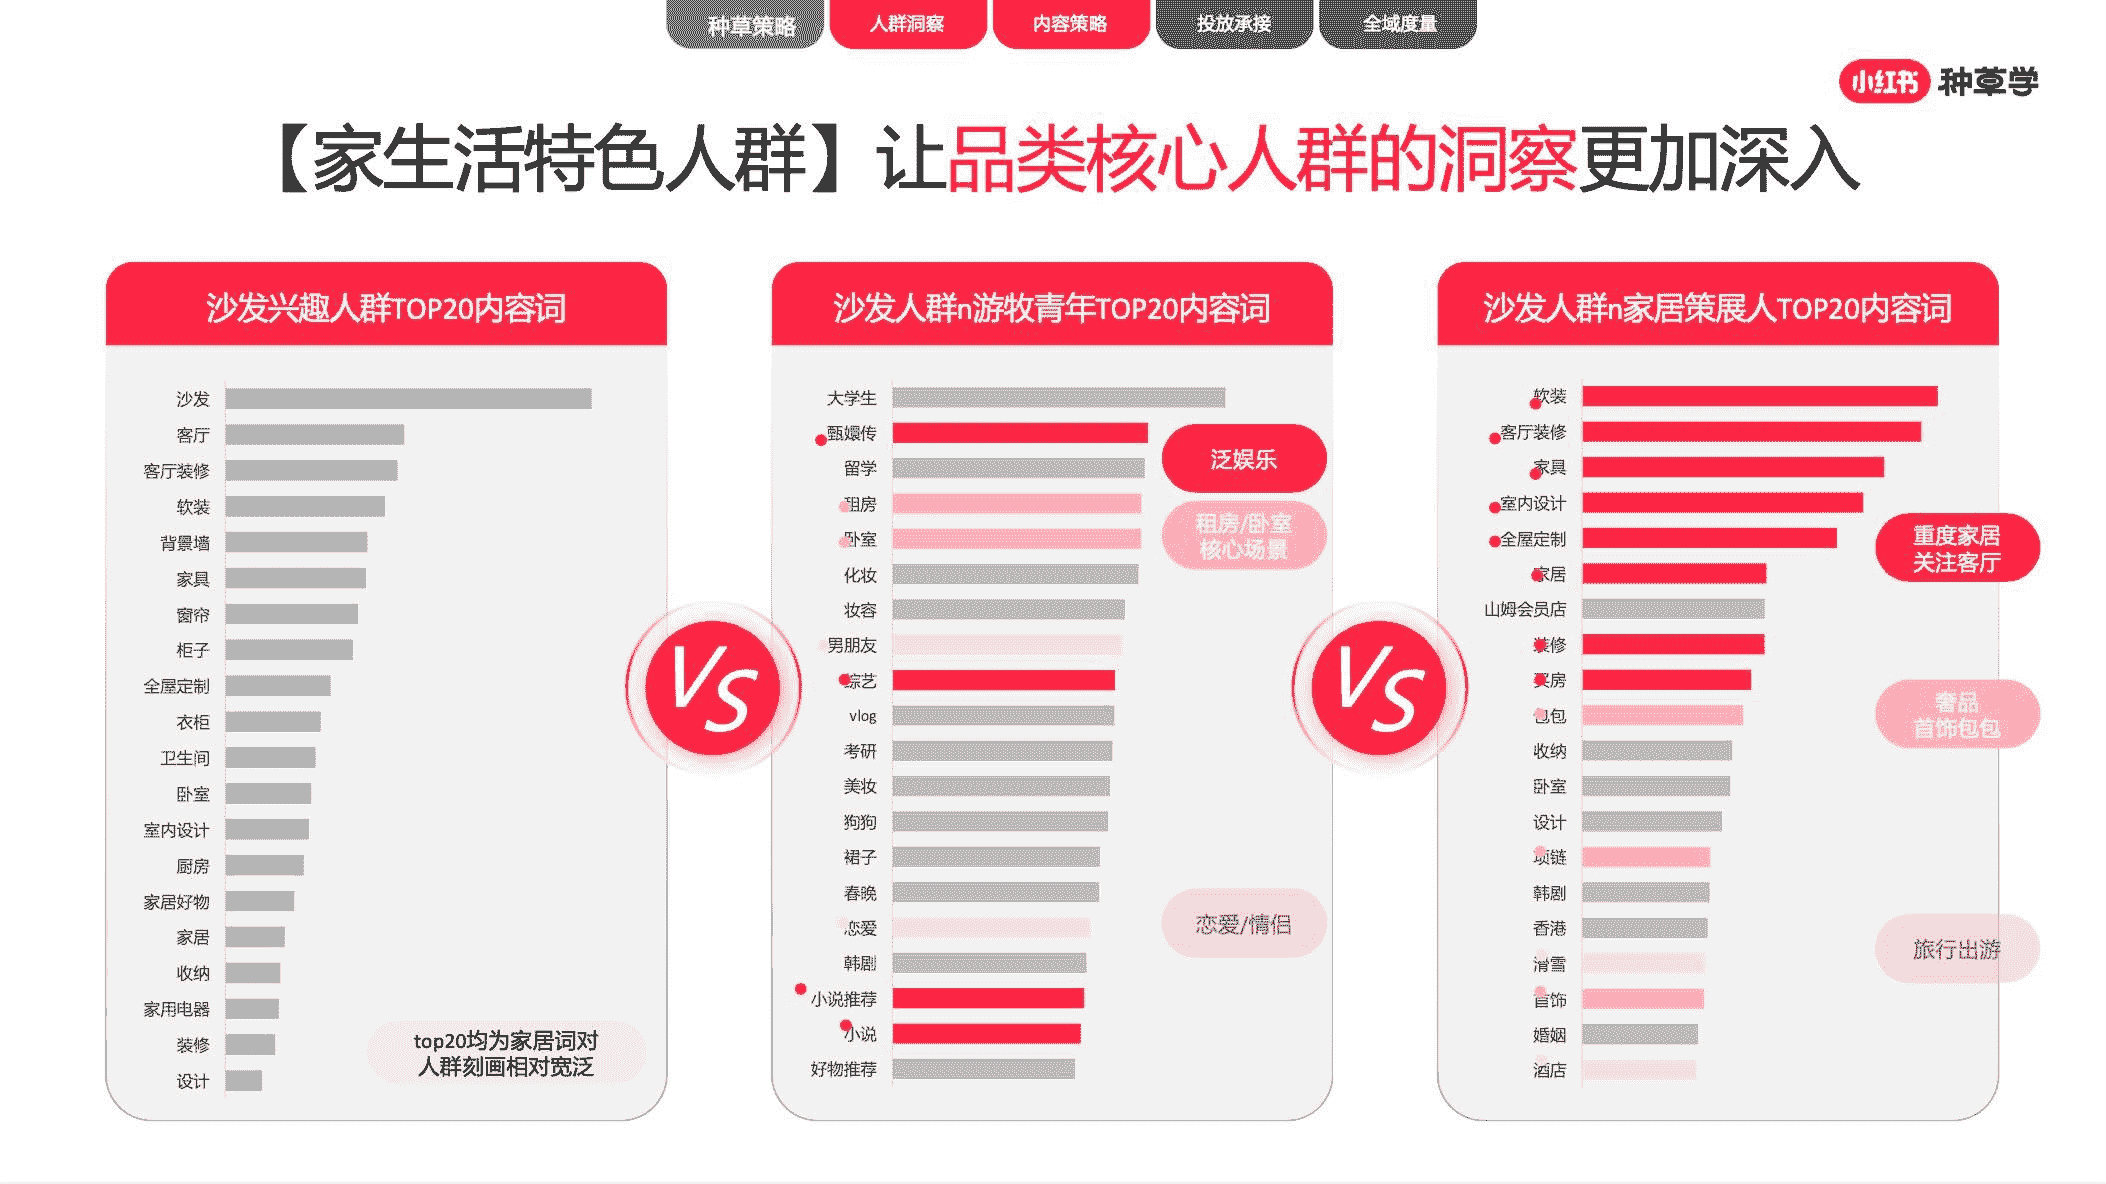 种草策略
人群洞察
内容策略
投放承接
全域度量
小红书 种草学
【家生活特色人群】让品类核心人群的洞察更加深入
沙发兴趣人群TOP20内容词
沙发
客厅
客厅装修
软装
背景墙
家具
窗帘
柜子
全屋定制
衣柜
卫生间
卧室
室内设计
厨房
家居好物
家居
收纳
家用电器
装修
设计
top20均为家居词对
人群刻画相对宽泛
VS
沙发人群n游牧青年TOP20内容词
大学生
甄嬛传
留学
租房
卧室
化妆
妆容
男朋友
综艺
vlog
考研
美妆
狗狗
裙子
春晚
恋爱
韩剧
小说推荐
小说
好物推荐
泛娱乐
租房/卧室
核心场景
恋爱/情侣
VS
沙发人群n家居策展人TOP20内容词
软装
客厅装修
家具
室内设计
全屋定制
家居
山姆会员店
装修
买房
包包
收纳
卧室
设计
项链
韩剧
香港
滑雪
首饰
婚姻
酒店
重度家居
关注客厅
奢品
首饰包包
旅行出游